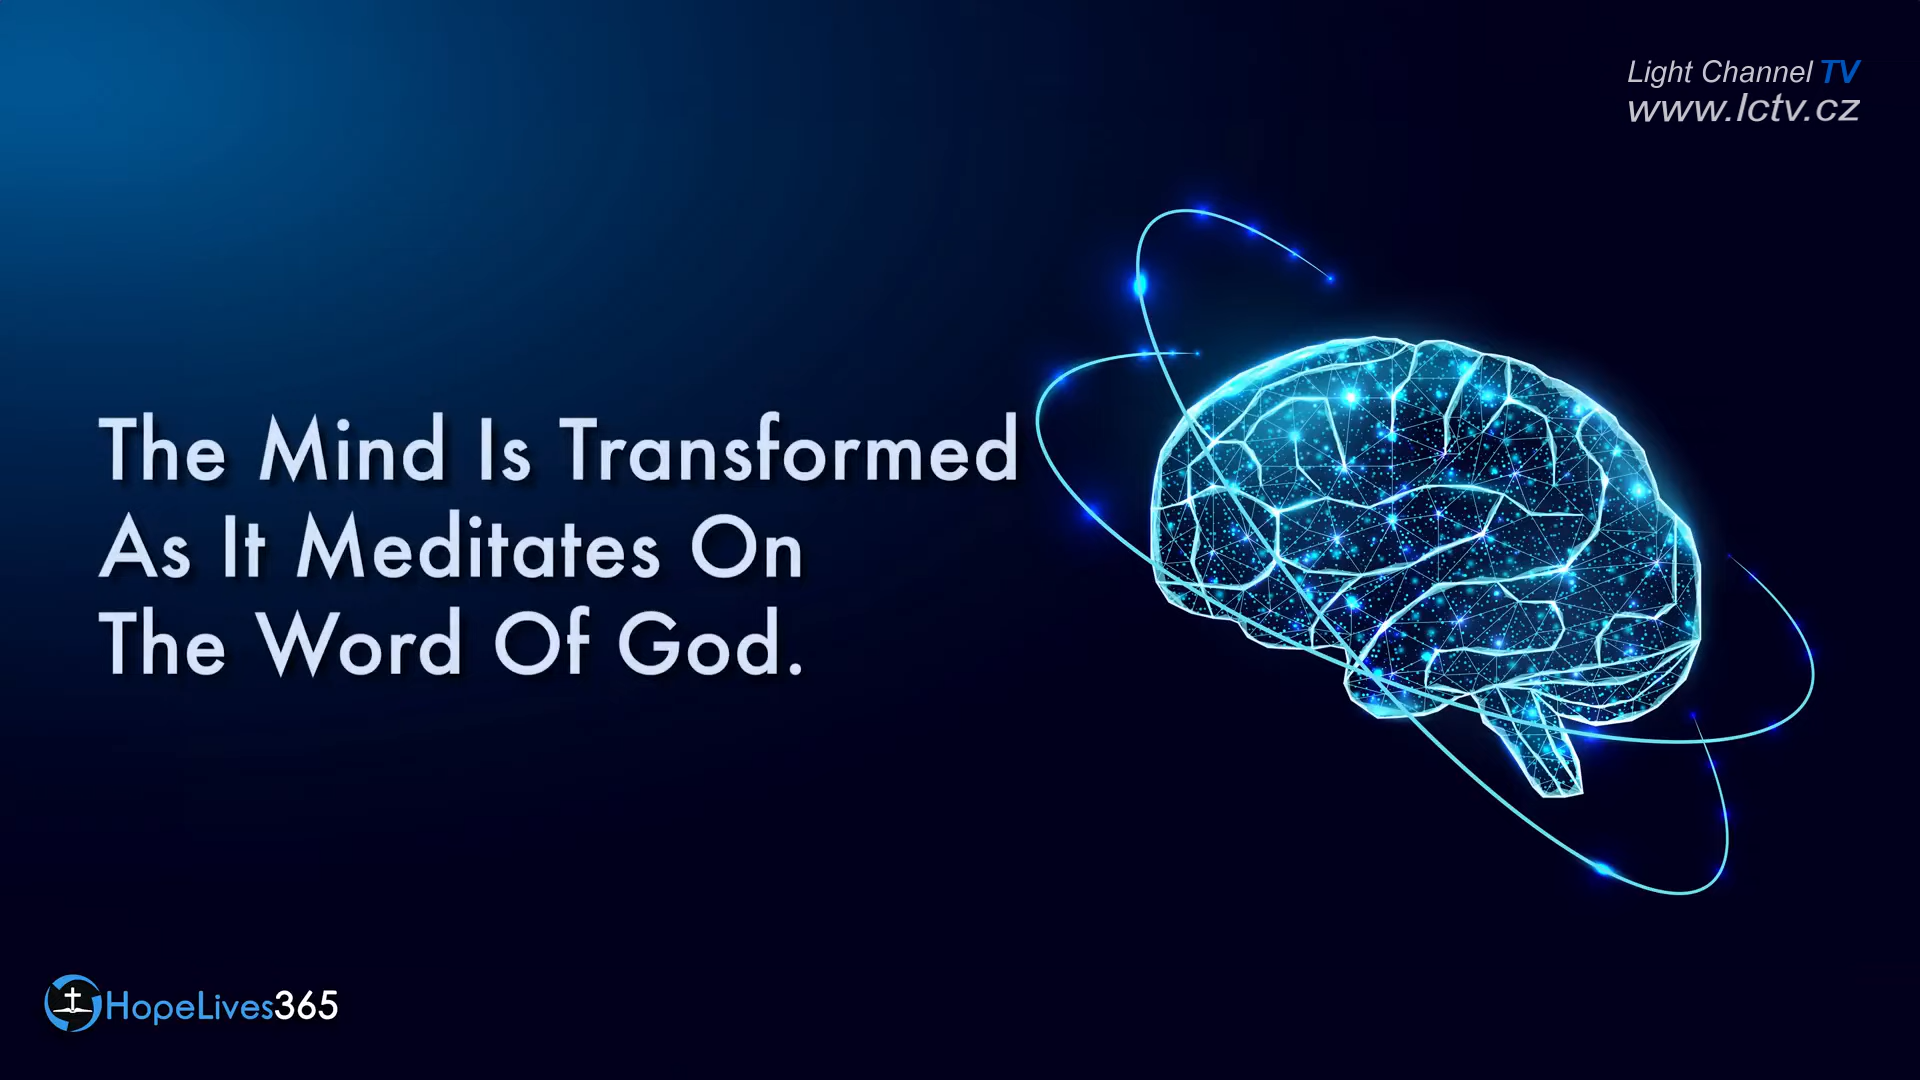 Light Channel TV
www.lctv.cz
The Mind Is Transformed
As It Meditates On
The Word Of God.
HopeLives365